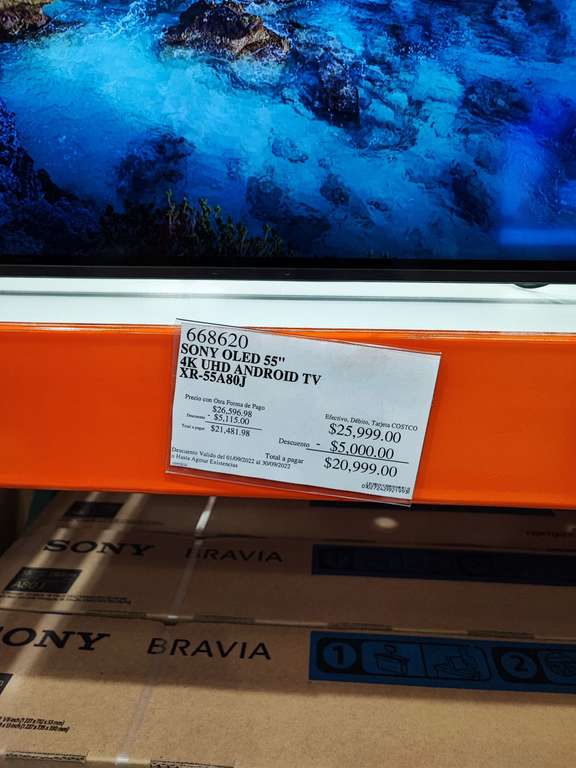 668620
SONY OLED 55"
4K UHD ANDROID TV
XR-55A80J
Precio con Otra Forma de Pago
$26,596.98
Descuento - $5,115.00
Total a pagar $21,481.98
Efectivo, Débito, Tarjeta COSTCO
$25,999.00
Descuento - $5,000.00
Total a pagar $20,999.00
Descuento Valido del 01/09/2022 al 30/09/2022
o Hasta Agotar Existencias
SONY BRAVIA
ONY BRAVIA
1 2